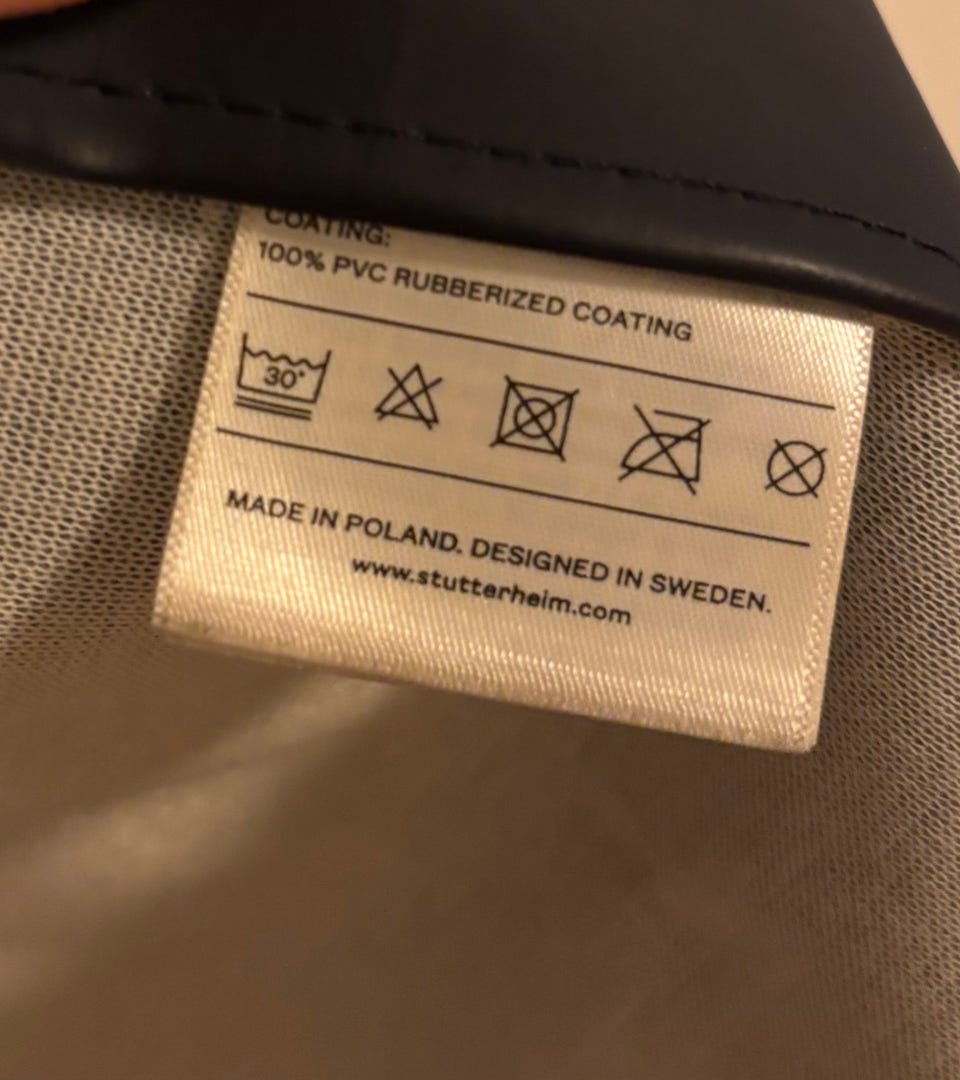 COATING:
100% PVC RUBBERIZED COATING
30°
MADE IN POLAND. DESIGNED IN SWEDEN.
www.stutterheim.com